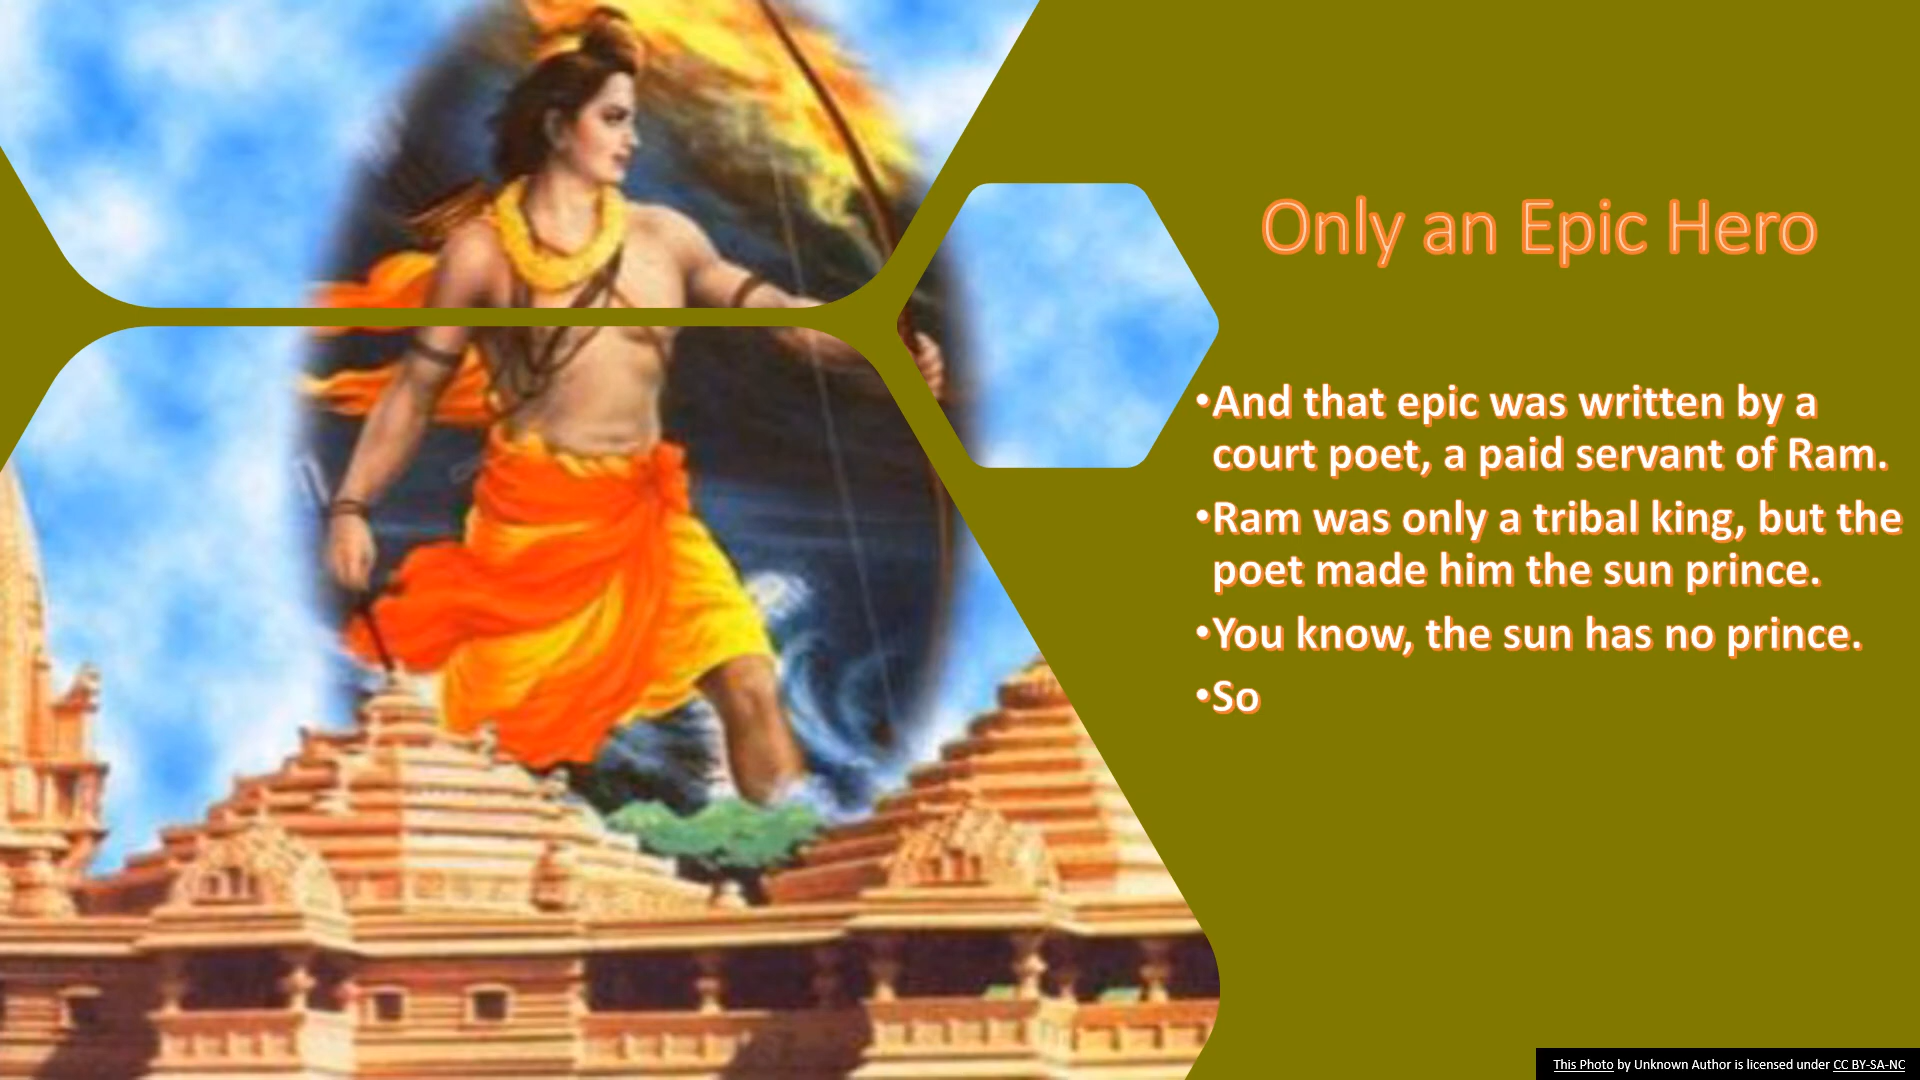 Only an Epic Hero
•And that epic was written by a
court poet, a paid servant of Ram.
•Ram was only a tribal king, but the
poet made him the sun prince.
•You know, the sun has no prince.
•So
This Photo by Unknown Author is licensed under CC BY-SA-NC